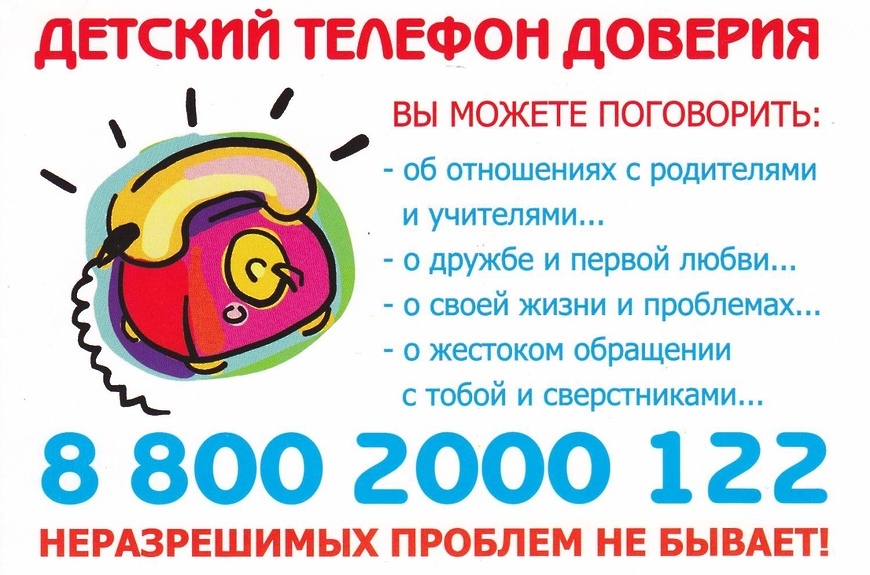 ДЕТСКИЙ ТЕЛЕФОН ДОВЕРИЯ
ВЫ МОЖЕТЕ ПОГОВОРИТЬ:
- об отношениях с родителями
и учителями...
- о дружбе и первой любви...
- о своей жизни и проблемах...
- о жестоком обращении
с тобой и сверстниками...
8 800 2000 122
НЕРАЗРЕШИМЫХ ПРОБЛЕМ НЕ БЫВАЕТ!